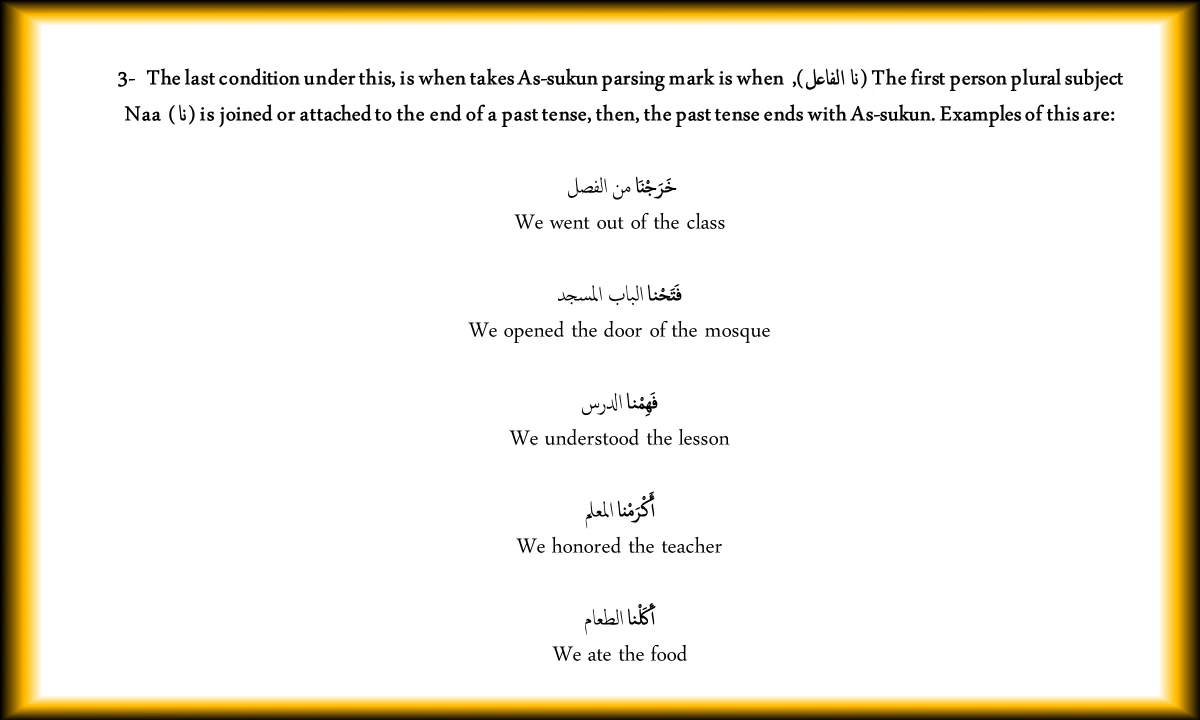 3- The last condition under this, is when takes As-sukun parsing mark is when ,(نا الفاعل) The first person plural subject
Naa (نا) is joined or attached to the end of a past tense, then, the past tense ends with As-sukun. Examples of this are:
خَرَجْنَا من الفصل
We went out of the class
فَتَحْنا الباب المسجد
We opened the door of the mosque
فَهِمْنا الدرس
We understood the lesson
أَكْرَمْنا المعلم
We honored the teacher
أَكَلْنا الطعام
We ate the food